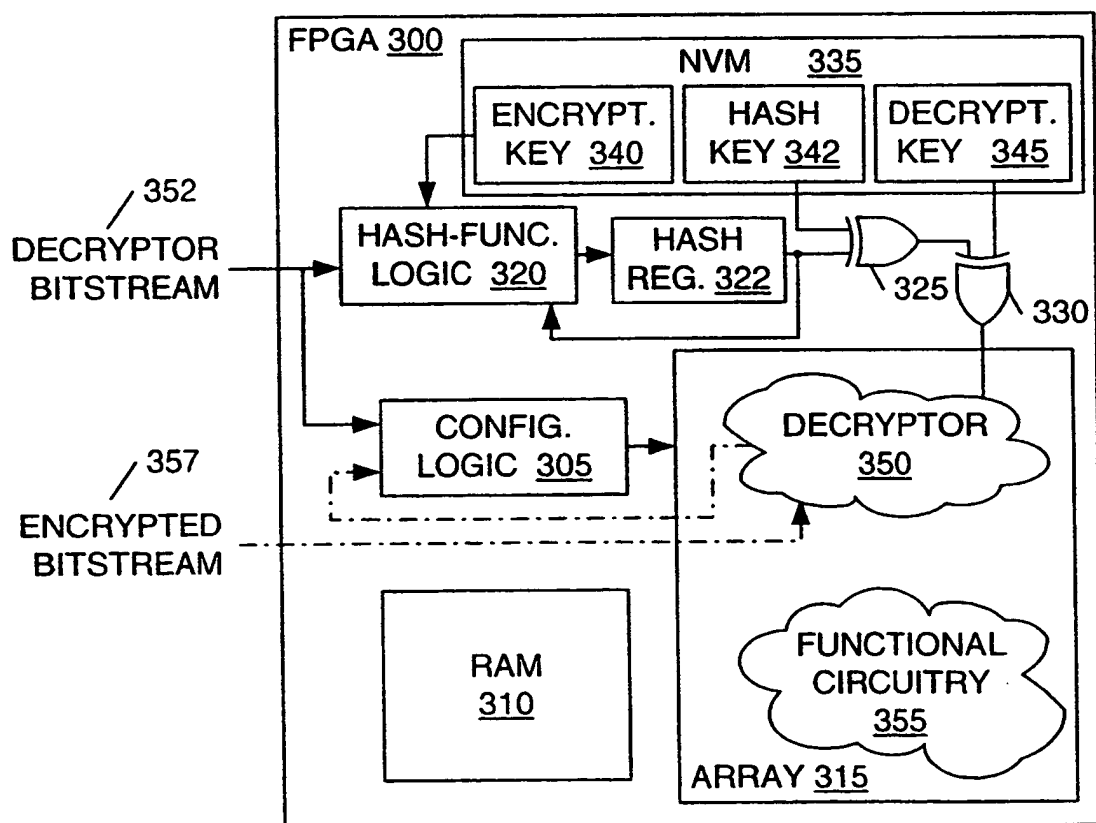 FPGA 300
NVM 335
ENCRYPT.
KEY 340
HASH
KEY 342
DECRYPT.
KEY 345
352
DECRYPTOR
BITSTREAM
HASH-FUNC.
LOGIC 320
HASH
REG. 322
325
330
CONFIG.
LOGIC 305
DECRYPTOR
350
357
ENCRYPTED
BITSTREAM
RAM
310
FUNCTIONAL
CIRCUITRY
355
ARRAY 315